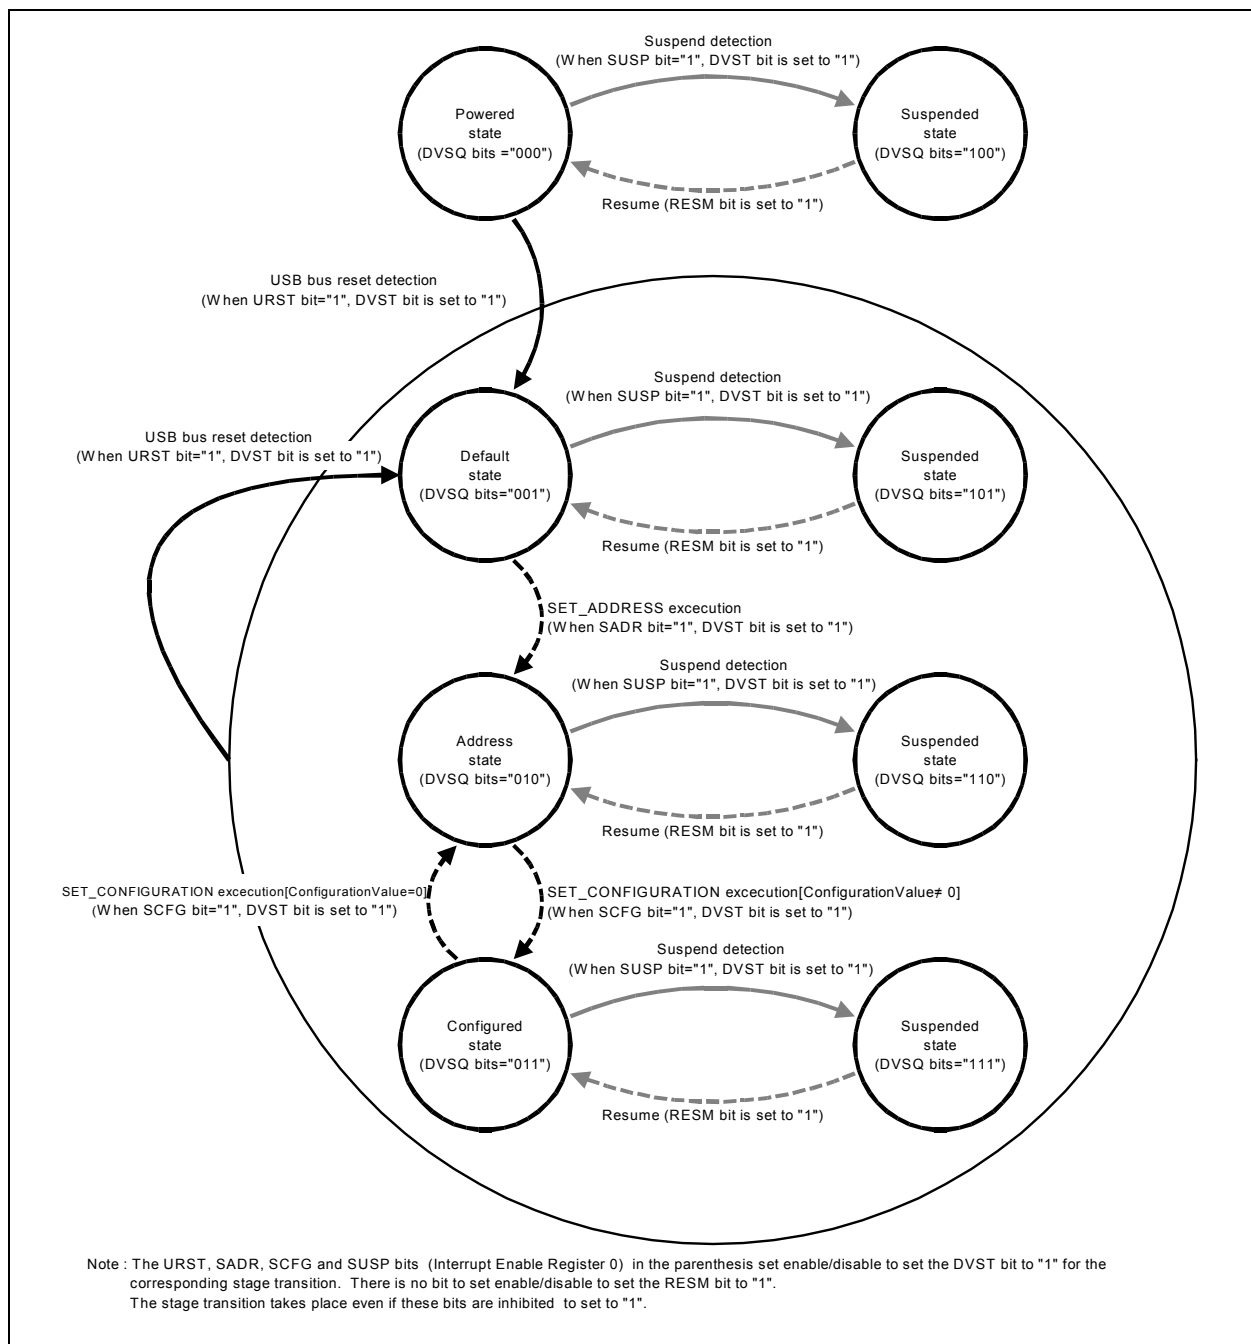 Suspend detection
(When SUSP bit="1", DVST bit is set to "1")
Powered
state
(DVSQ bits ="000")
Suspended
state
(DVSQ bits="100")
Resume (RESM bit is set to "1")
USB bus reset detection
(When URST bit="1", DVST bit is set to "1")
Suspend detection
(When SUSP bit="1", DVST bit is set to "1")
USB bus reset detection
(When URST bit="1", DVST bit is set to "1")
Default
state
(DVSQ bits="001")
Suspended
state
(DVSQ bits="101")
Resume (RESM bit is set to "1")
SET_ADDRESS excecution
(When SADR bit="1", DVST bit is set to "1")
Suspend detection
(When SUSP bit="1", DVST bit is set to "1")
Address
state
(DVSQ bits="010")
Suspended
state
(DVSQ bits="110")
Resume (RESM bit is set to "1")
SET_CONFIGURATION excecution[ConfigurationValue=0]
(When SCFG bit="1", DVST bit is set to "1")
SET_CONFIGURATION excecution[ConfigurationValue≠ 0]
(When SCFG bit="1", DVST bit is set to "1")
Suspend detection
(When SUSP bit="1", DVST bit is set to "1")
Configured
state
(DVSQ bits="011")
Suspended
state
(DVSQ bits="111")
Resume (RESM bit is set to "1")
Note : The URST, SADR, SCFG and SUSP bits (Interrupt Enable Register 0) in the parenthesis set enable/disable to set the DVST bit to "1" for the
corresponding stage transition. There is no bit to set enable/disable to set the RESM bit to "1".
The stage transition takes place even if these bits are inhibited to set to "1".